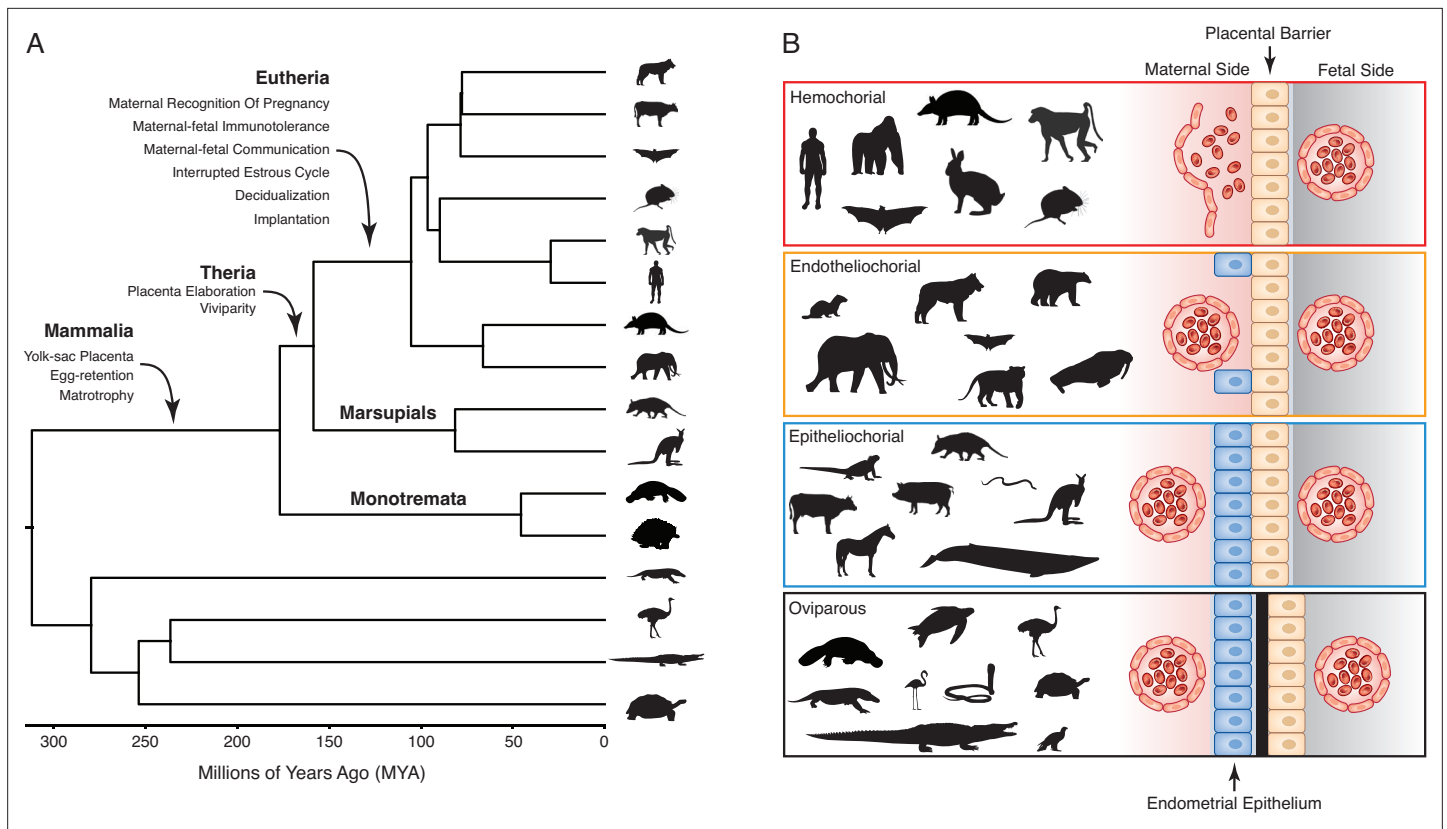 A
Eutheria
Maternal Recognition Of Pregnancy
Maternal-fetal Immunotolerance
Maternal-fetal Communication
Interrupted Estrous Cycle
Decidualization
Implantation
Theria
Placenta Elaboration
Viviparity
Mammalia
Yolk-sac Placenta
Egg-retention
Matrotrophy
Marsupials
Monotremata
300 250 200 150 100 50 0
Millions of Years Ago (MYA)
B
Placental Barrier
Maternal Side Fetal Side
Hemochorial
Endotheliochorial
Epitheliochorial
Oviparous
Endometrial Epithelium